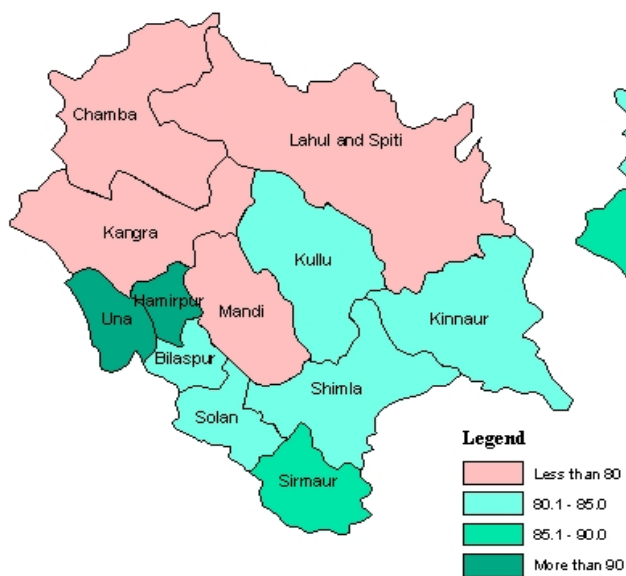 Chamba
Lahul and Spiti
Kangra
Kullu
Hamirpur
Una
Mandi
Kinnaur
Bilaspur
Shimla
Solan
Sirmaur
Legend
Less than 80
80.1 - 85.0
85.1 - 90.0
More than 90